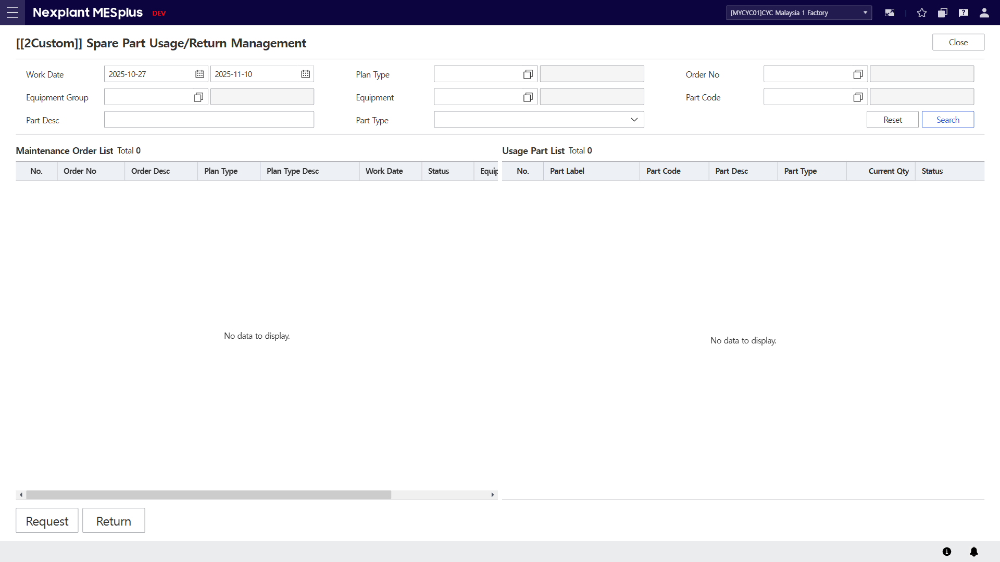 Nexplant MESplus DEV [MYCYC01]CYC Malaysia 1 Factory
[[2Custom]] Spare Part Usage/Return Management Close
Work Date 2025-10-27 2025-11-10 Plan Type Order No
Equipment Group Equipment Part Code
Part Desc Part Type Reset Search
Maintenance Order List Total 0
No. Order No Order Desc Plan Type Plan Type Desc Work Date Status Equip
No data to display.
Usage Part List Total 0
No. Part Label Part Code Part Desc Part Type Current Qty Status
No data to display.
Request Return